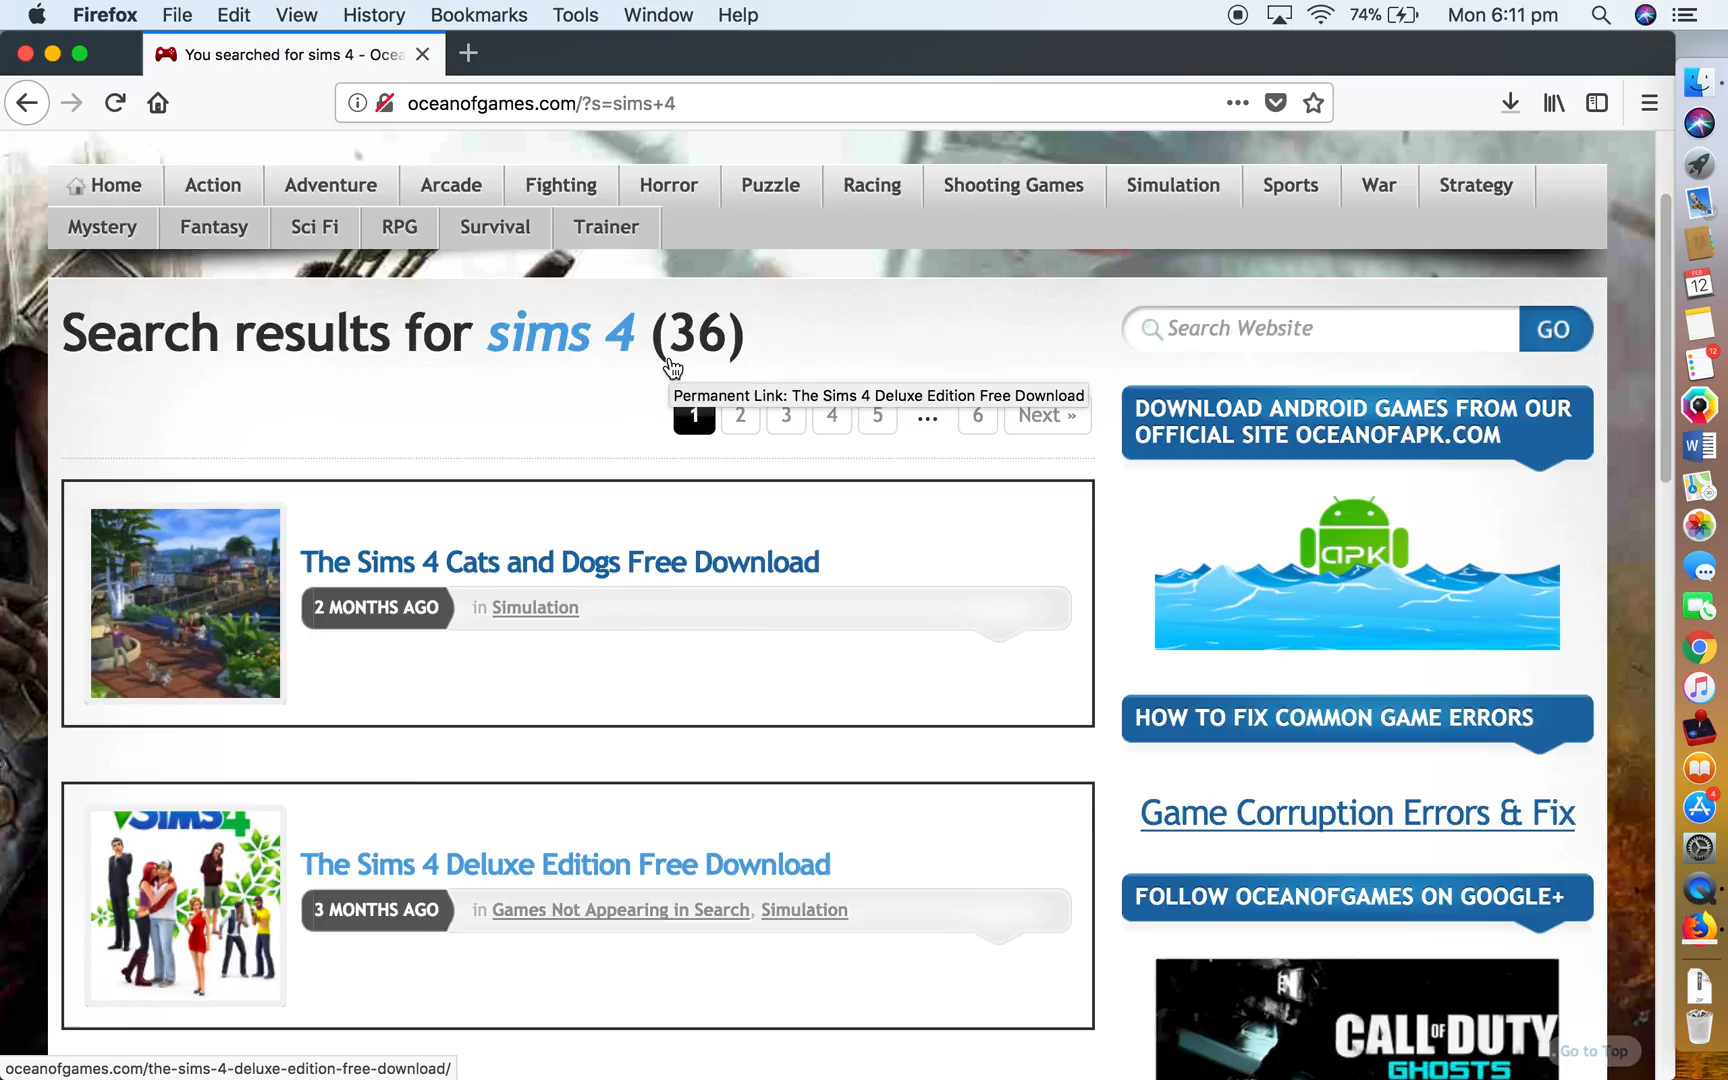 Firefox File Edit View History Bookmarks Tools Window Help 74% Mon 6:11 pm
You searched for sims 4 - Ocea
oceanofgames.com/?s=sims+4
Home Action Adventure Arcade Fighting Horror Puzzle Racing Shooting Games Simulation Sports War Strategy
Mystery Fantasy Sci Fi RPG Survival Trainer
Search results for sims 4 (36)
Permanent Link: The Sims 4 Deluxe Edition Free Download
1 2 3 4 5 ... 6 Next »
The Sims 4 Cats and Dogs Free Download
2 MONTHS AGO in Simulation
SIMS 4
The Sims 4 Deluxe Edition Free Download
3 MONTHS AGO in Games Not Appearing in Search, Simulation
Search Website GO
DOWNLOAD ANDROID GAMES FROM OUR
OFFICIAL SITE OCEANOFAPK.COM
apk
HOW TO FIX COMMON GAME ERRORS
Game Corruption Errors & Fix
FOLLOW OCEANOFGAMES ON GOOGLE+
CALL OF DUTY
GHOSTS
Go to Top
oceanofgames.com/the-sims-4-deluxe-edition-free-download/
FEB
12
12
W
4
ZIP